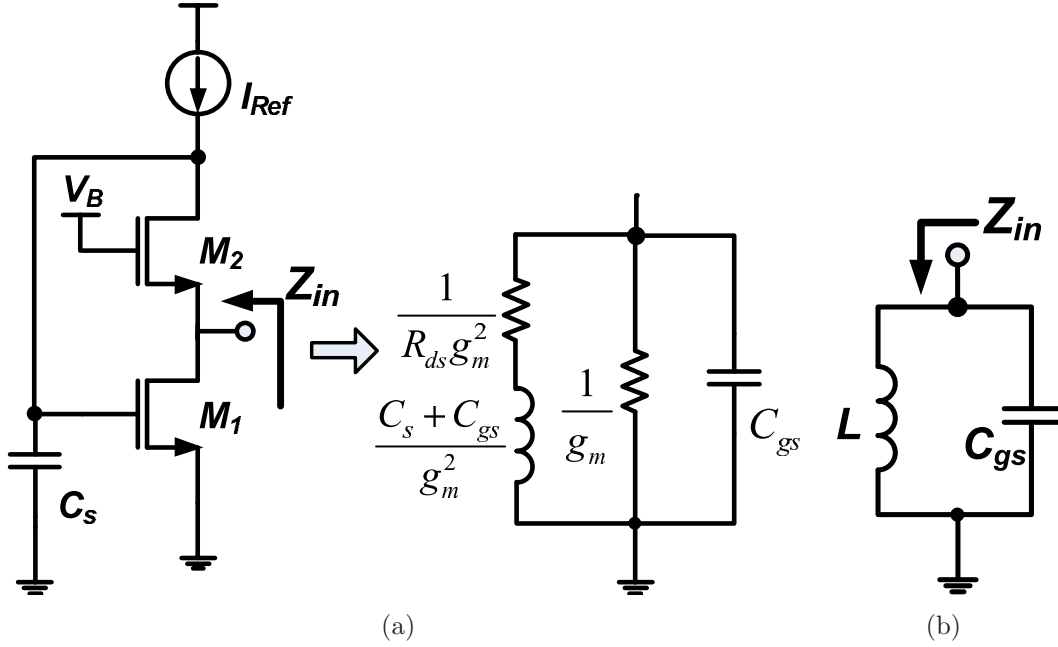 I_Ref
V_B
M_2
Z_in
M_1
C_s
1
R_ds g_m^2
C_s + C_gs
g_m^2
1
g_m
C_gs
Z_in
L
C_gs
(a)
(b)